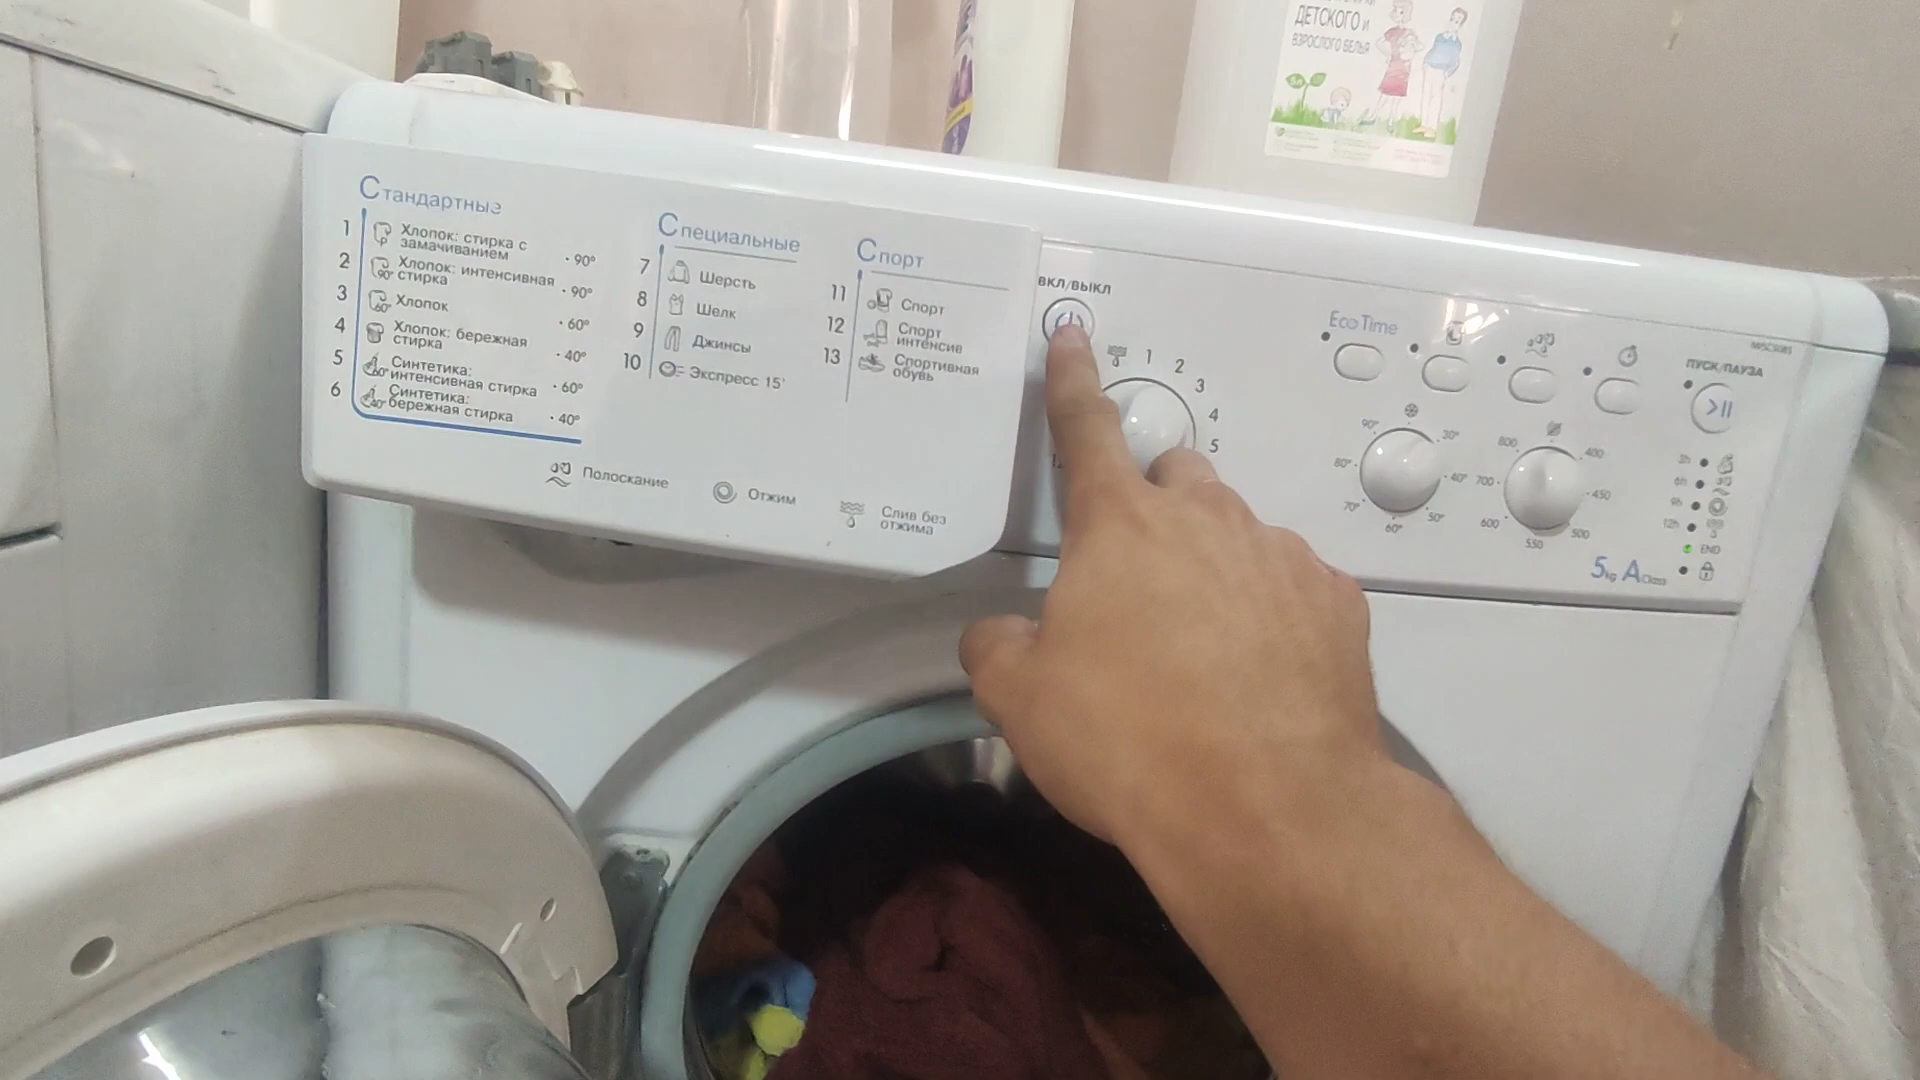 ДЕТСКОГО и
ВЗРОСЛОГО БЕЛЬЯ
Стандартные
1 Хлопок: стирка с замачиванием · 90°
2 90° Хлопок: интенсивная стирка · 90°
3 60° Хлопок · 60°
4 Хлопок: бережная стирка · 40°
5 60° Синтетика: интенсивная стирка · 60°
6 40° Синтетика: бережная стирка · 40°
Полоскание
Отжим
Слив без
отжима
Специальные
7 Шерсть
8 Шелк
9 Джинсы
10 Экспресс 15'
Спорт
11 Спорт
12 Спорт интенсив
13 Спортивная обувь
ВКЛ/ВЫКЛ
1
2
3
4
5
Eco Time
ПУСК/ПАУЗА
90° 30°
80° 40°
70° 50°
60°
800 400
700 450
600 500
550
3h
6h
9h
12h
END
5kg A Class